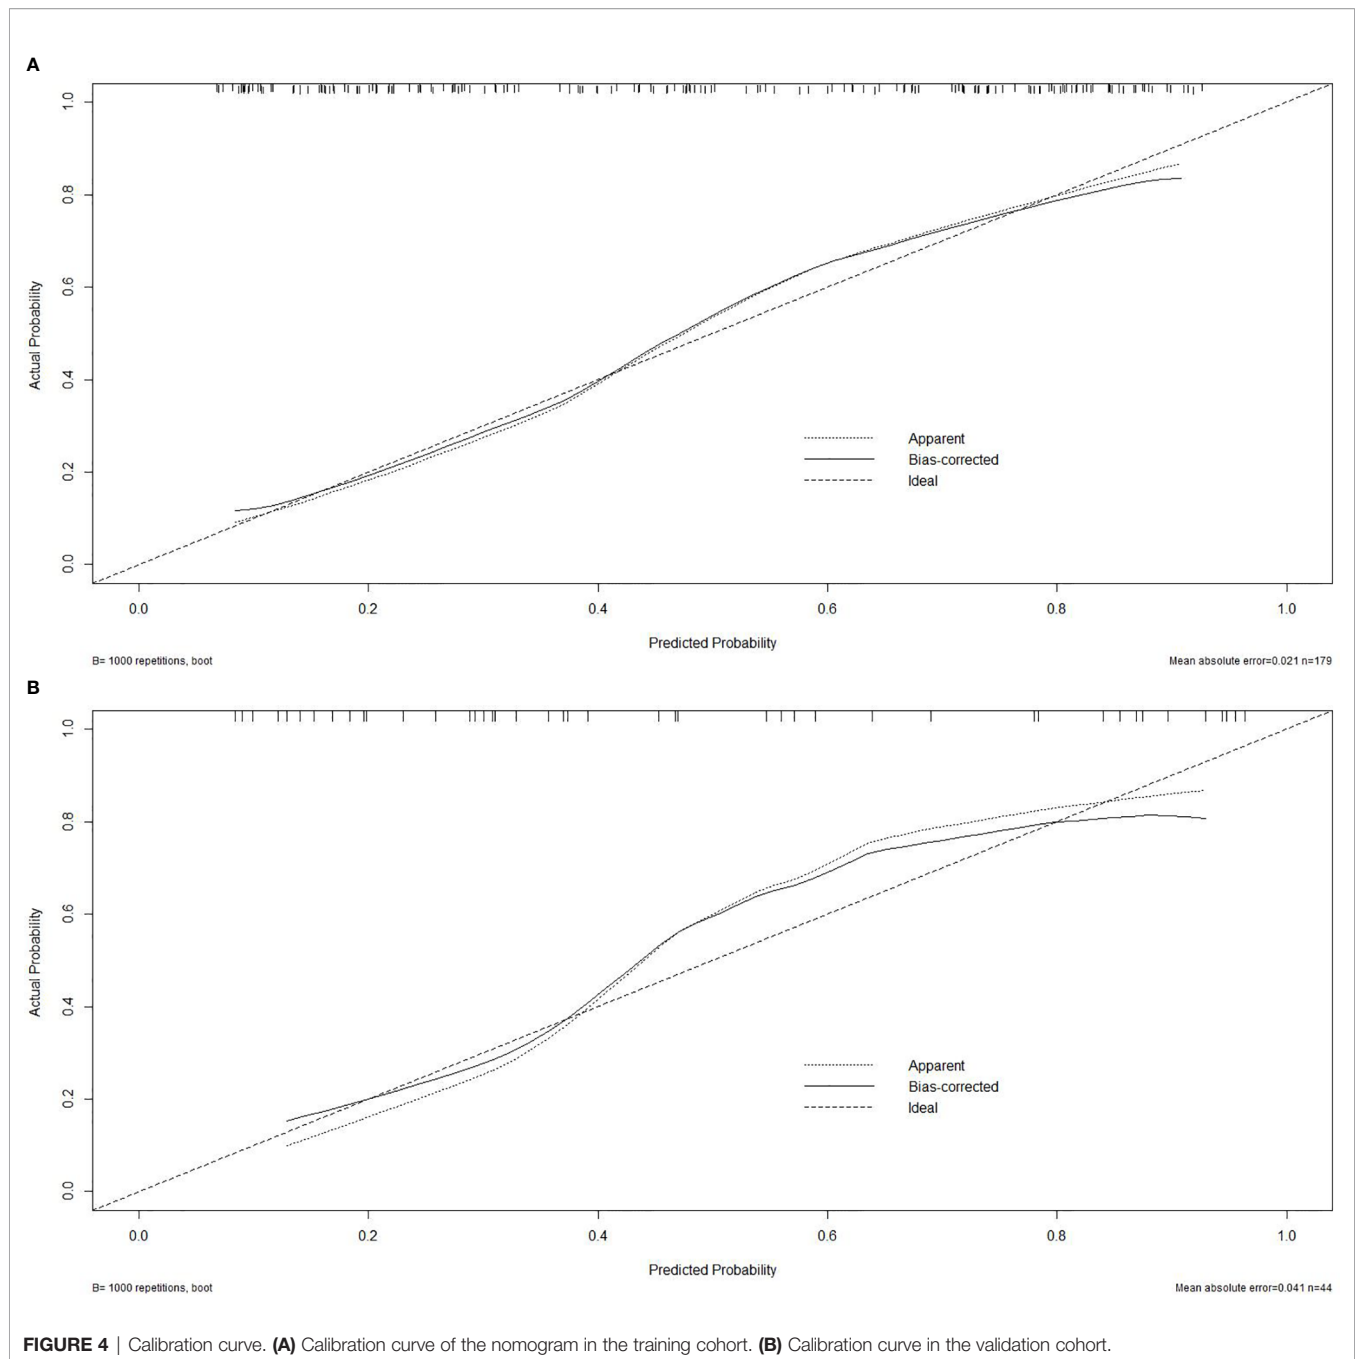 A
1.0
0.8
0.6
0.4
0.2
0.0
Actual Probability
Apparent
Bias-corrected
Ideal
0.0 0.2 0.4 0.6 0.8 1.0
Predicted Probability
B= 1000 repetitions, boot
Mean absolute error=0.021 n=179
B
1.0
0.8
0.6
0.4
0.2
0.0
Actual Probability
Apparent
Bias-corrected
Ideal
0.0 0.2 0.4 0.6 0.8 1.0
Predicted Probability
B= 1000 repetitions, boot
Mean absolute error=0.041 n=44
FIGURE 4 | Calibration curve. (A) Calibration curve of the nomogram in the training cohort. (B) Calibration curve in the validation cohort.